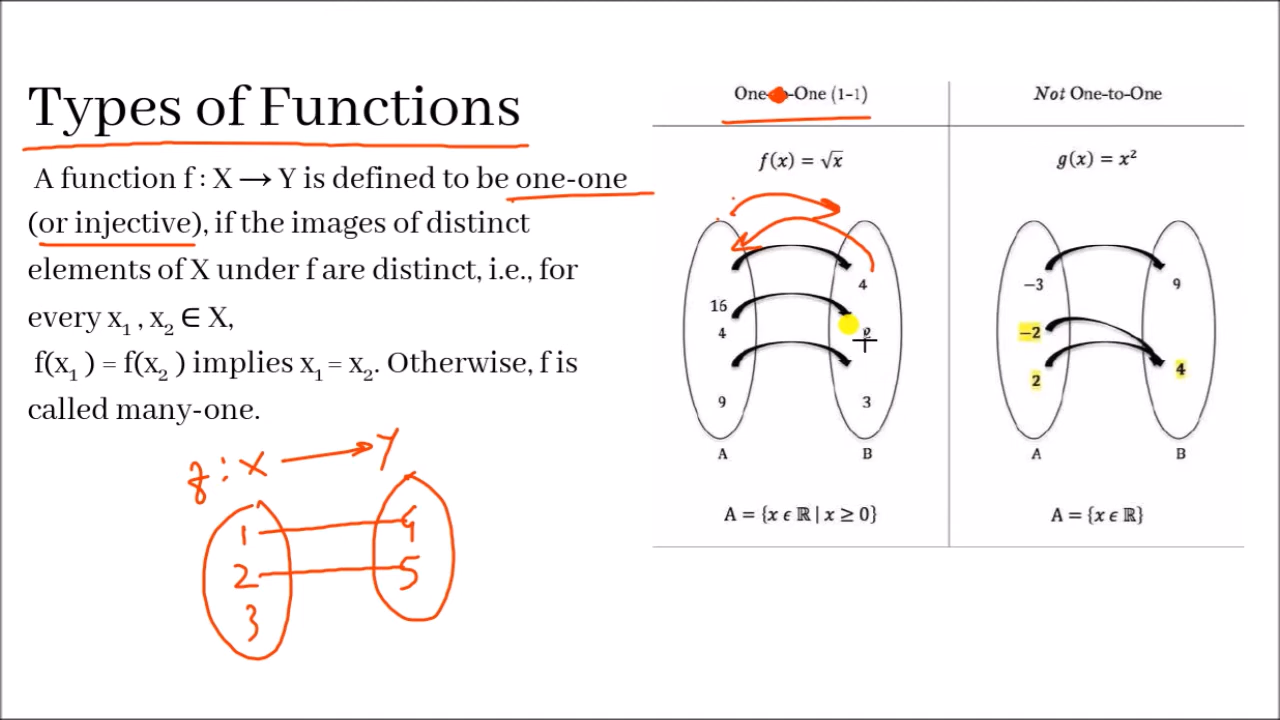 Types of Functions
A function f : X → Y is defined to be one-one
(or injective), if the images of distinct
elements of X under f are distinct, i.e., for
every x₁ , x₂ ∈ X,
f(x₁ ) = f(x₂ ) implies x₁ = x₂. Otherwise, f is
called many-one.
f : X → Y
1
2
3
4
5
One-to-One (1-1)
f(x) = √x
16
4
9
A
4
2
3
B
A = {x ϵ ℝ | x ≥ 0}
Not One-to-One
g(x) = x²
−3
−2
2
A
9
4
B
A = {x ϵ ℝ}